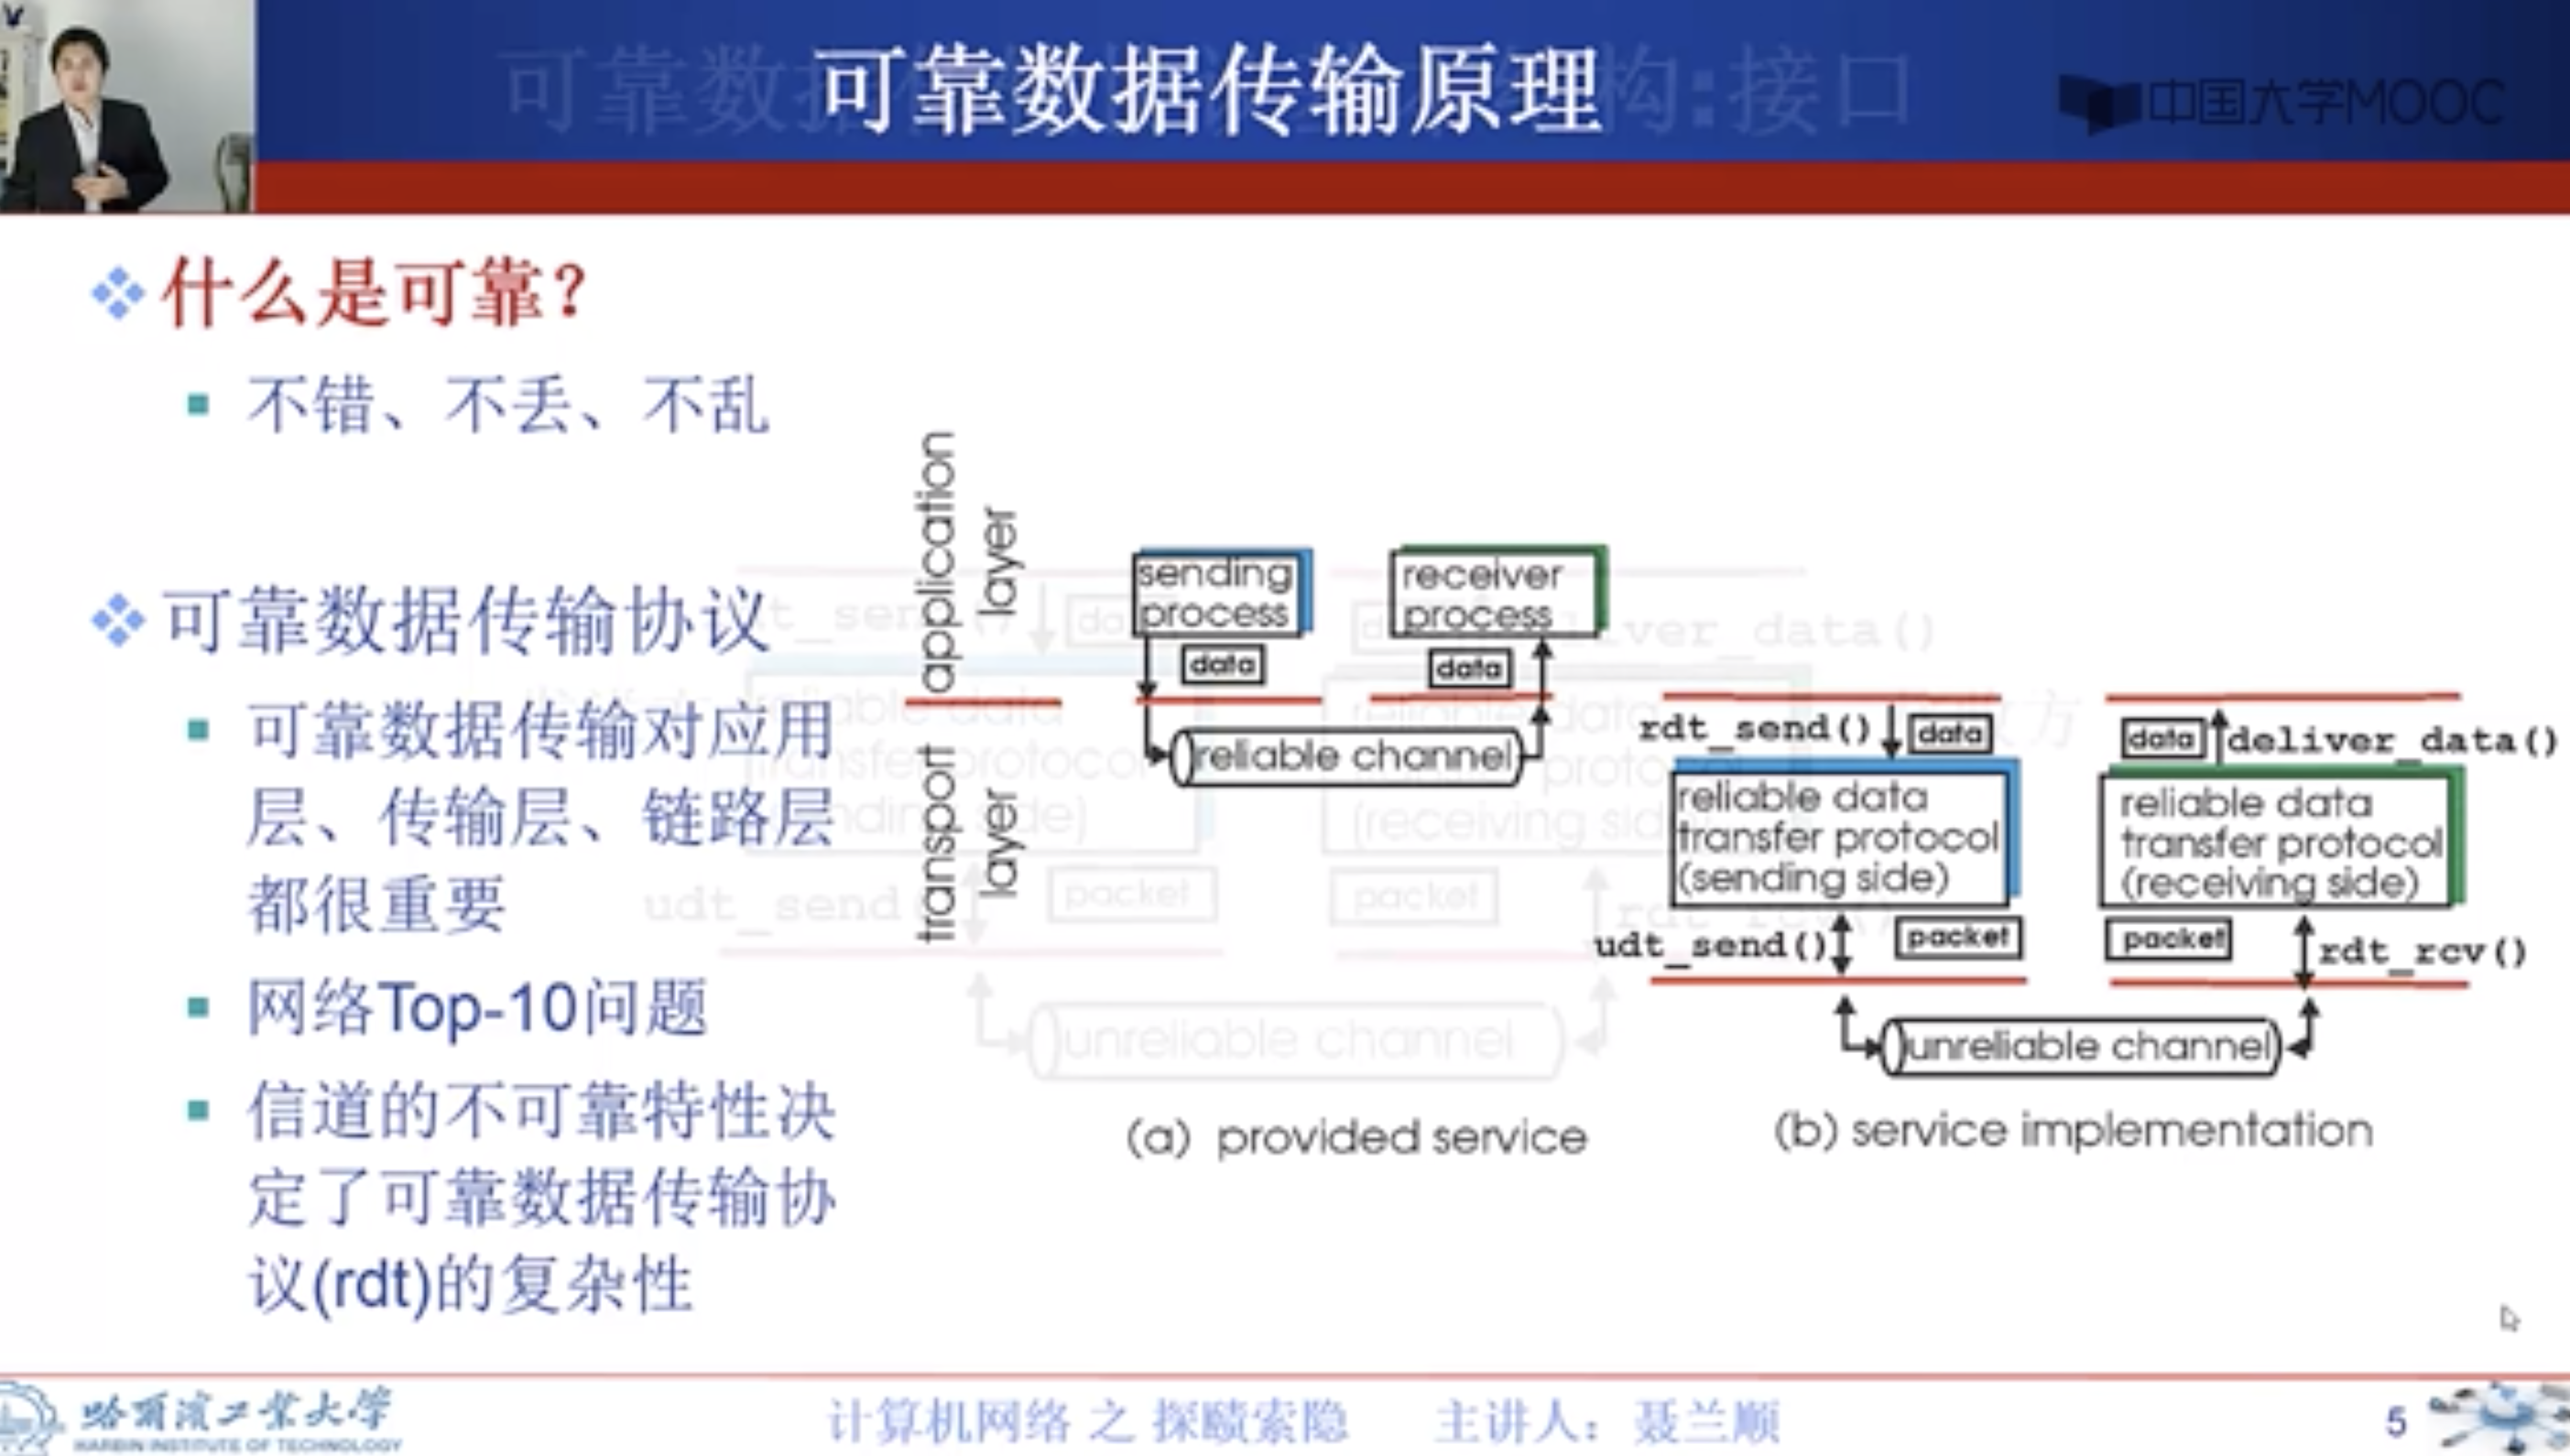 可靠数据传输原理
中国大学MOOC
什么是可靠？
不错、不丢、不乱
可靠数据传输协议
可靠数据传输对应用
层、传输层、链路层
都很重要
网络Top-10问题
信道的不可靠特性决
定了可靠数据传输协
议(rdt)的复杂性
application
layer
transport
layer
sending
process
receiver
process
data
data
reliable channel
(a) provided service
rdt_send()
data
data
deliver_data()
reliable data
transfer protocol
(sending side)
reliable data
transfer protocol
(receiving side)
udt_send()
packet
packet
rdt_rcv()
unreliable channel
(b) service implementation
哈尔滨工业大学
HARBIN INSTITUTE OF TECHNOLOGY
计算机网络 之 探赜索隐
主讲人：聂兰顺
5